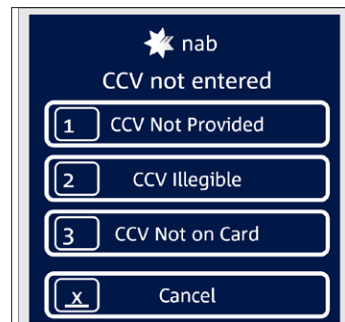 nab
CCV not entered
1 CCV Not Provided
2 CCV Illegible
3 CCV Not on Card
X Cancel